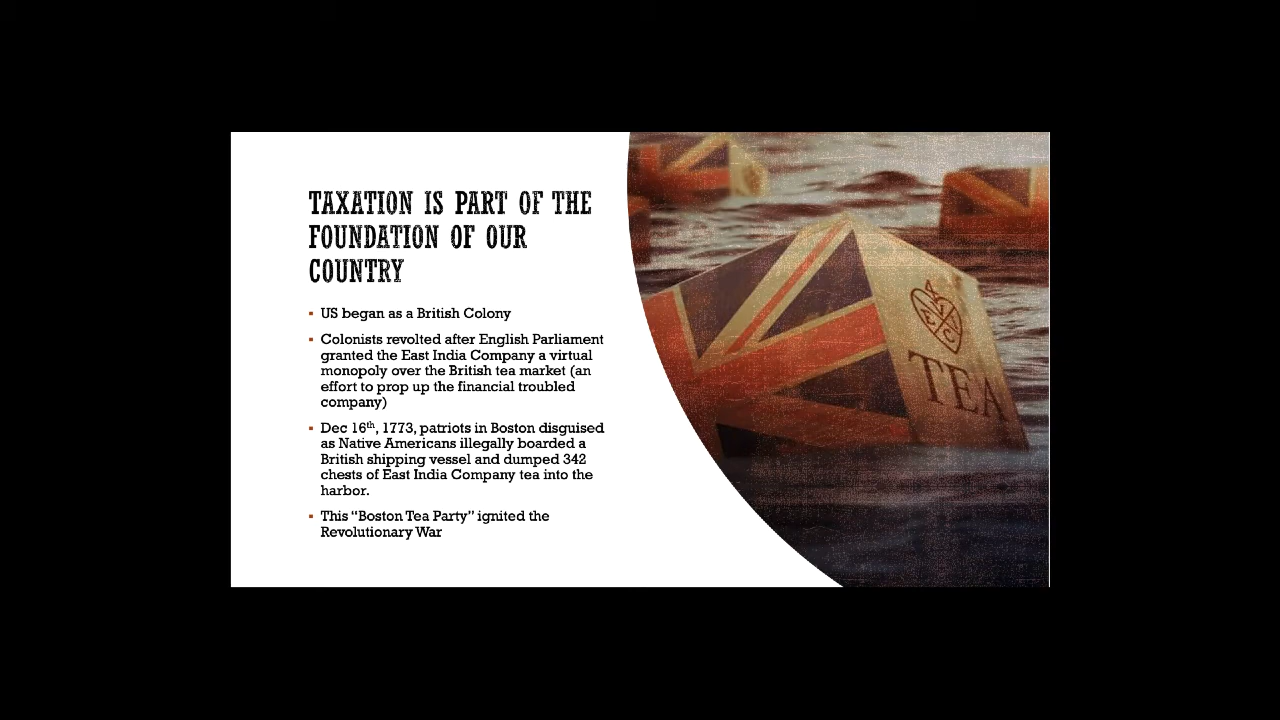 TAXATION IS PART OF THE
FOUNDATION OF OUR
COUNTRY
▪ US began as a British Colony
▪ Colonists revolted after English Parliament
granted the East India Company a virtual
monopoly over the British tea market (an
effort to prop up the financial troubled
company)
▪ Dec 16th, 1773, patriots in Boston disguised
as Native Americans illegally boarded a
British shipping vessel and dumped 342
chests of East India Company tea into the
harbor.
▪ This “Boston Tea Party” ignited the
Revolutionary War
TEA